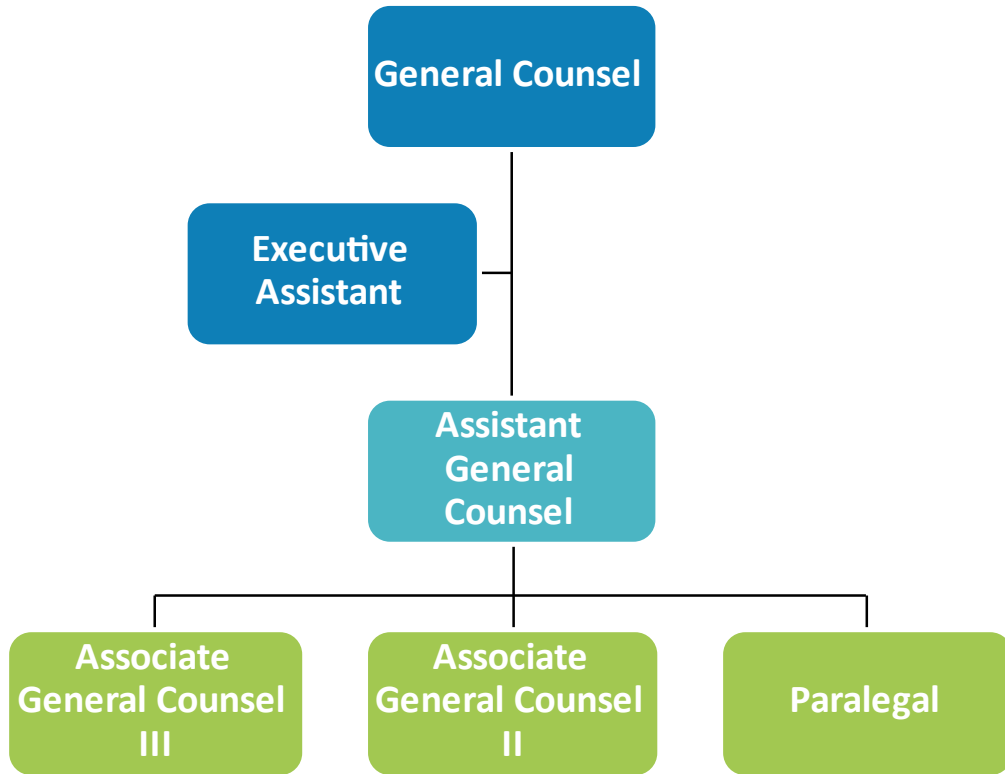 General Counsel
Executive
Assistant
Assistant
General
Counsel
Associate
General Counsel
III
Associate
General Counsel
II
Paralegal